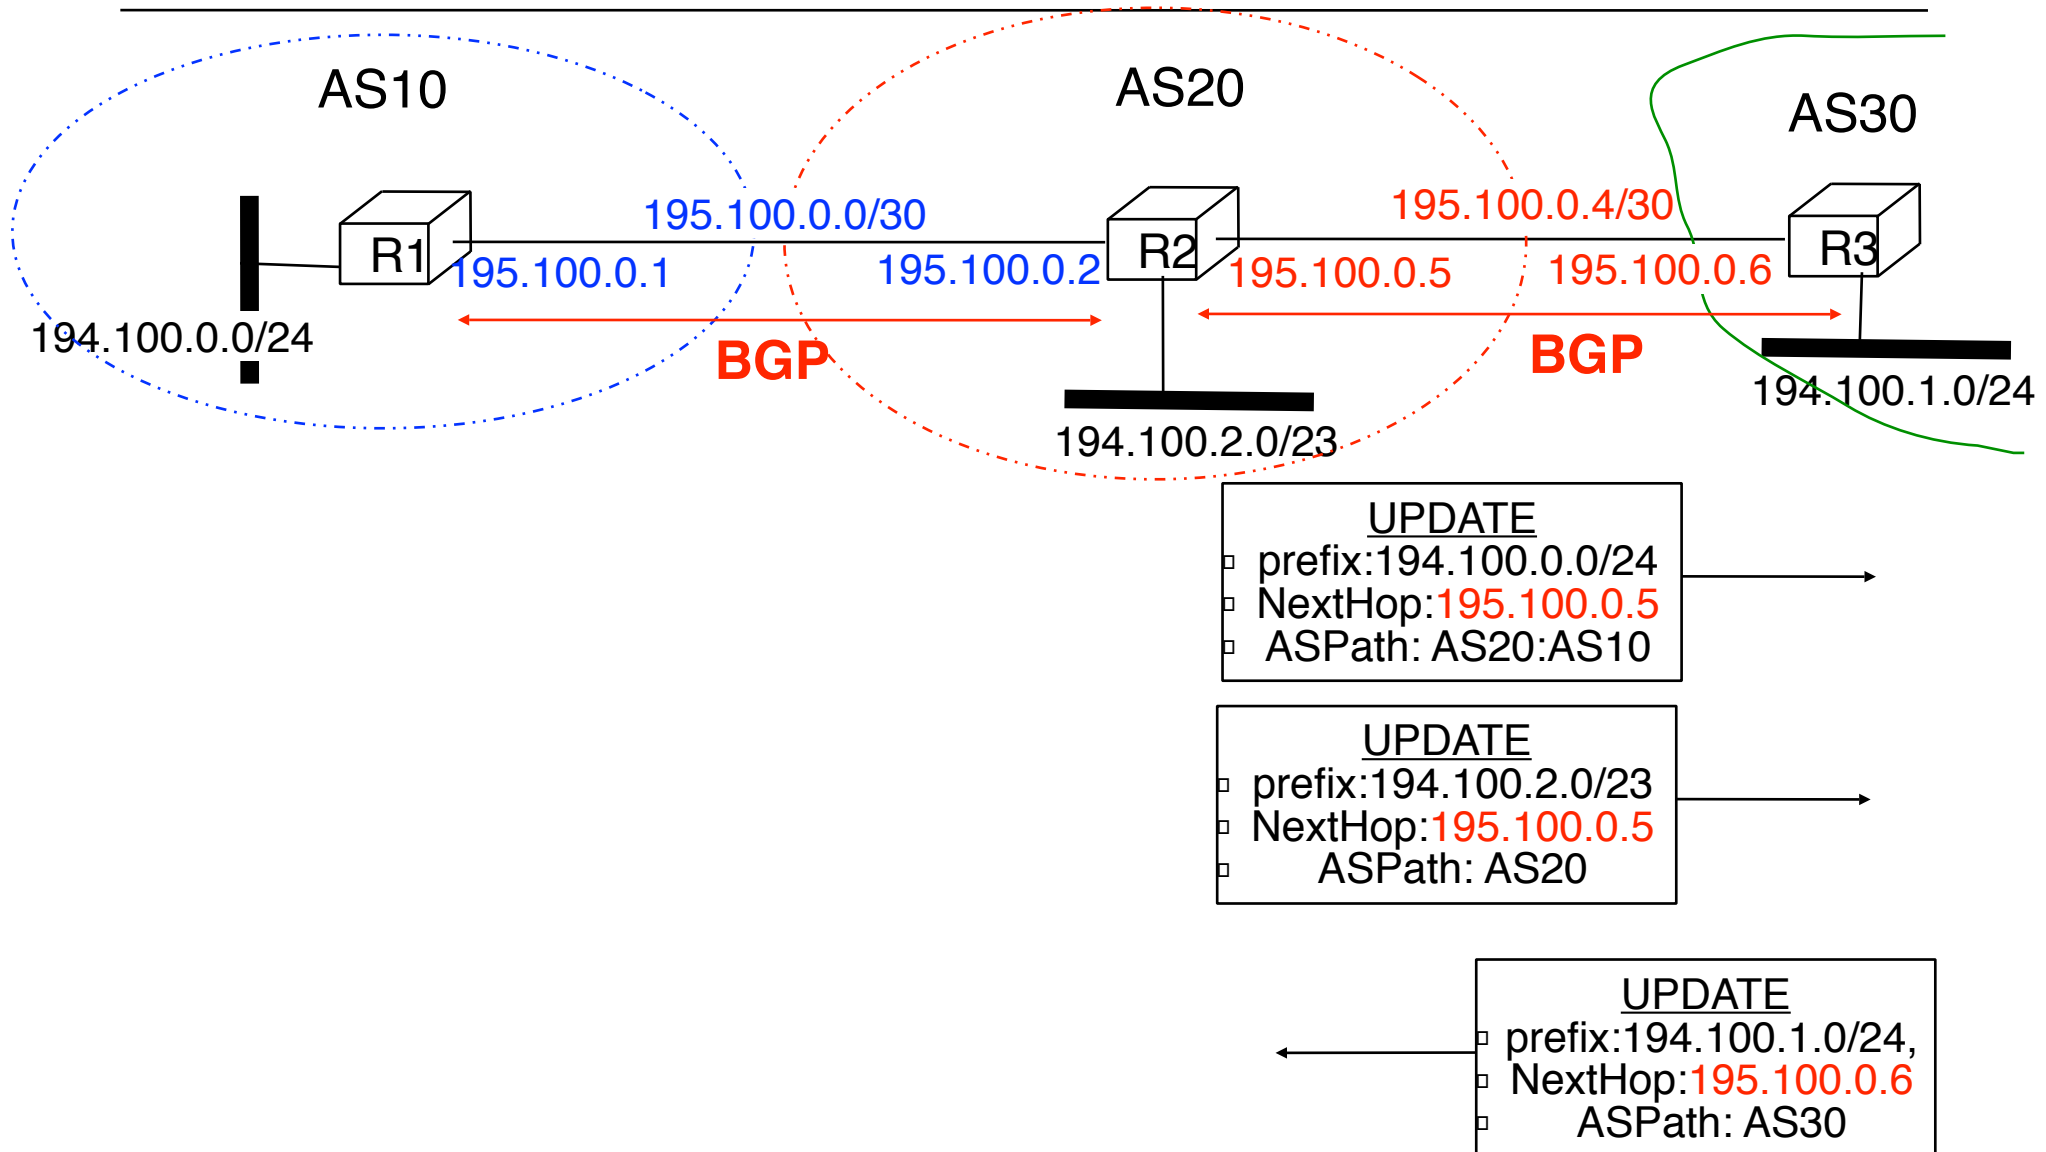 AS10
AS20
AS30
195.100.0.0/30
195.100.0.4/30
R1
R2
R3
195.100.0.1
195.100.0.2
195.100.0.5
195.100.0.6
194.100.0.0/24
BGP
BGP
194.100.1.0/24
194.100.2.0/23
UPDATE
prefix:194.100.0.0/24
NextHop:195.100.0.5
ASPath: AS20:AS10
UPDATE
prefix:194.100.2.0/23
NextHop:195.100.0.5
ASPath: AS20
UPDATE
prefix:194.100.1.0/24,
NextHop:195.100.0.6
ASPath: AS30